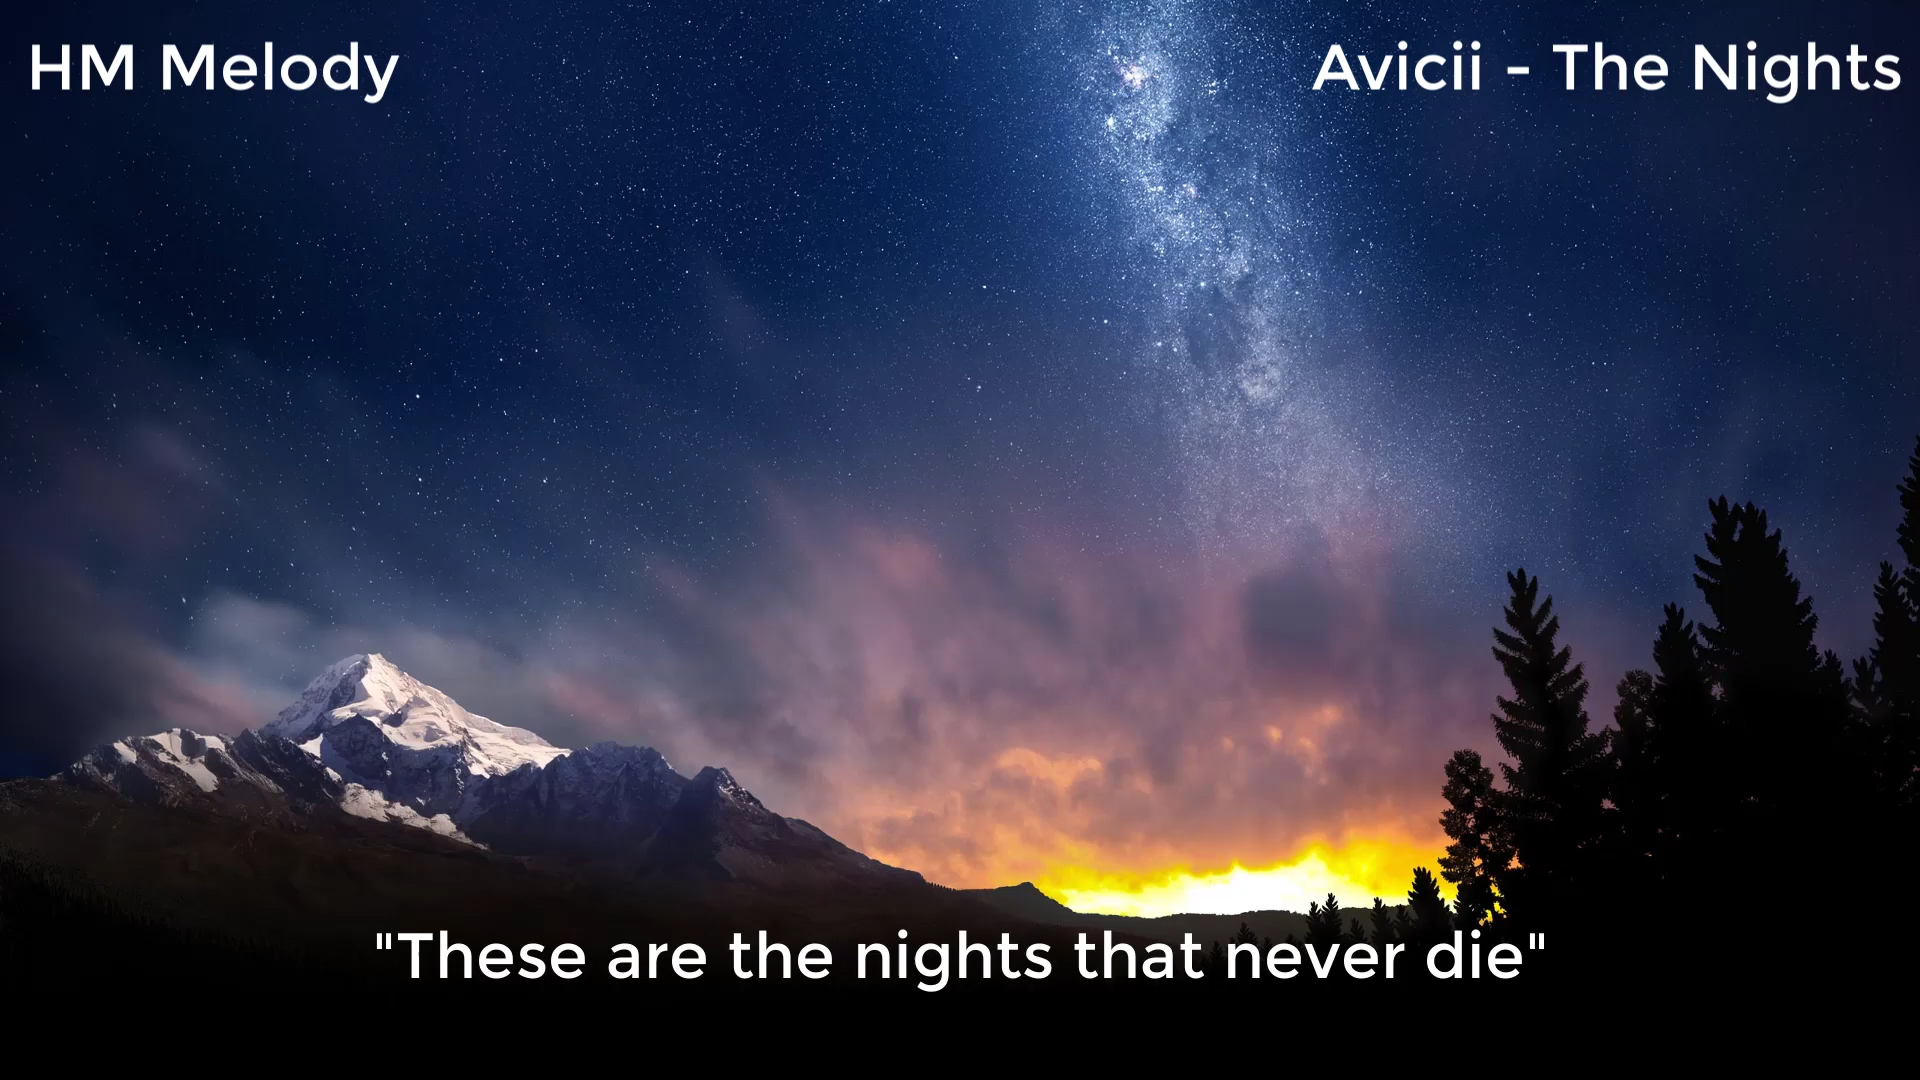 HM Melody
Avicii - The Nights
"These are the nights that never die"